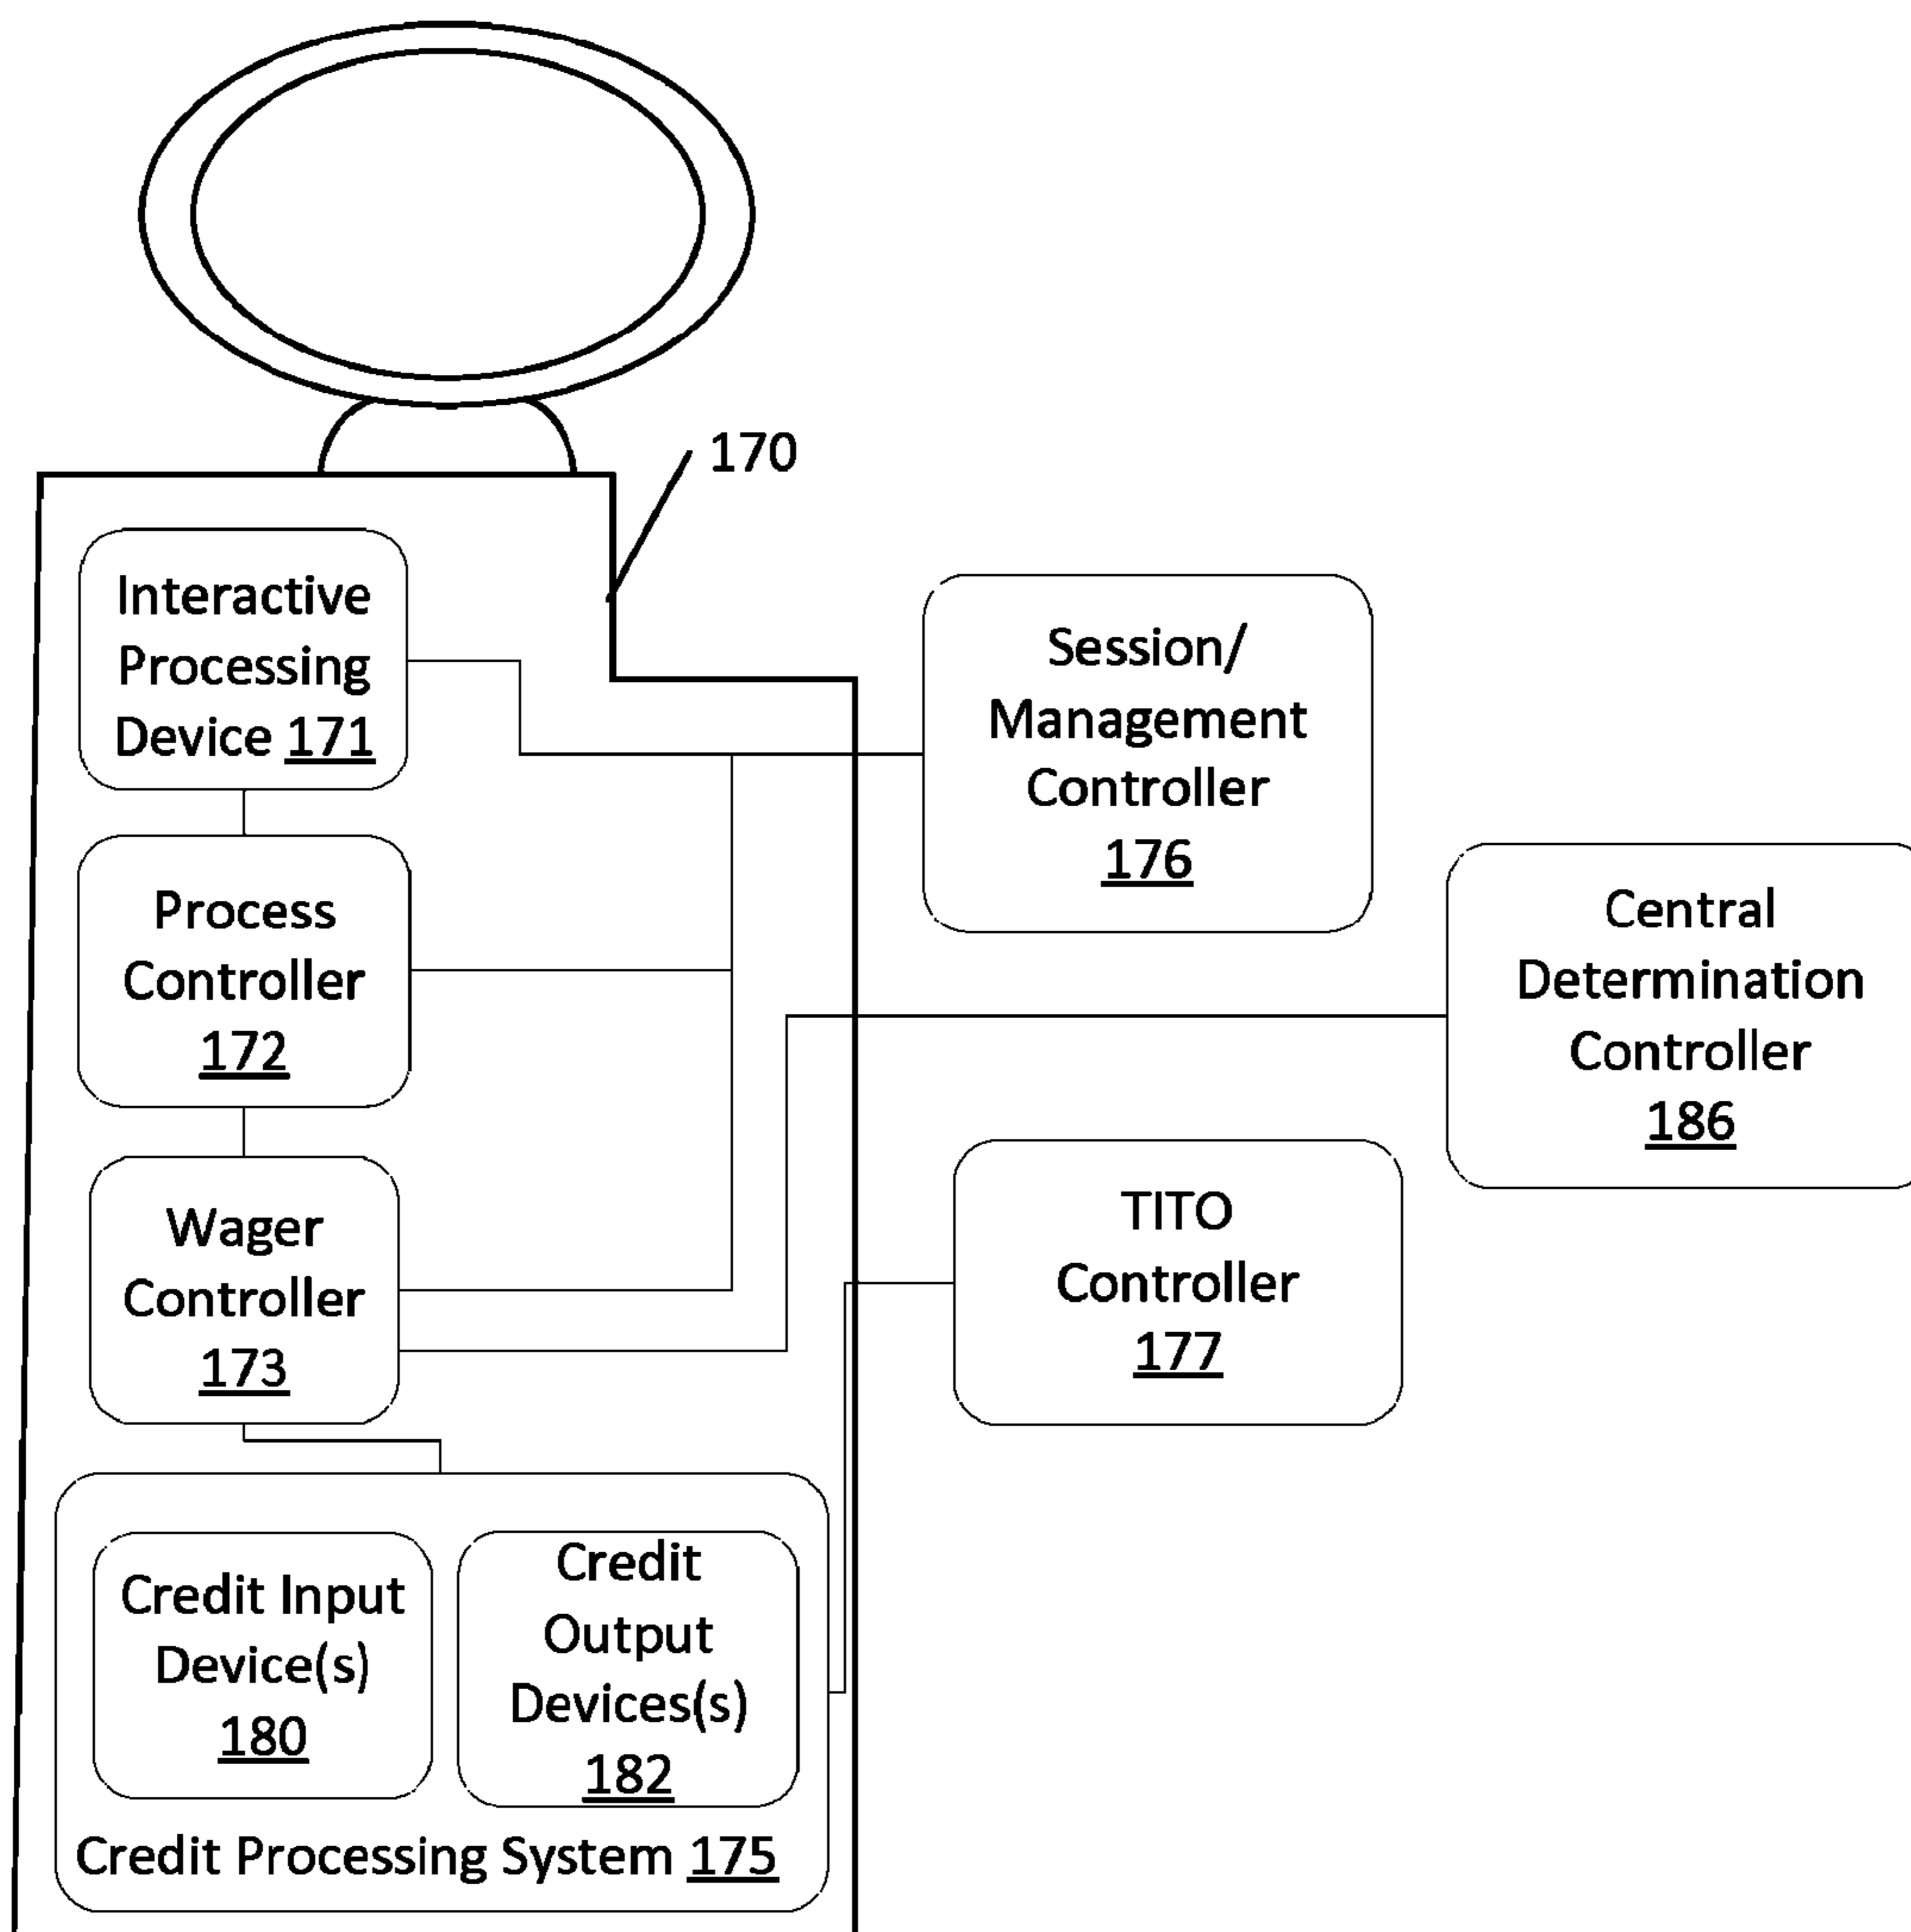 170
Interactive
Processing
Device 171
Session/
Management
Controller
176
Process
Controller
172
Central
Determination
Controller
186
Wager
Controller
173
TITO
Controller
177
Credit Input
Device(s)
180
Credit
Output
Devices(s)
182
Credit Processing System 175